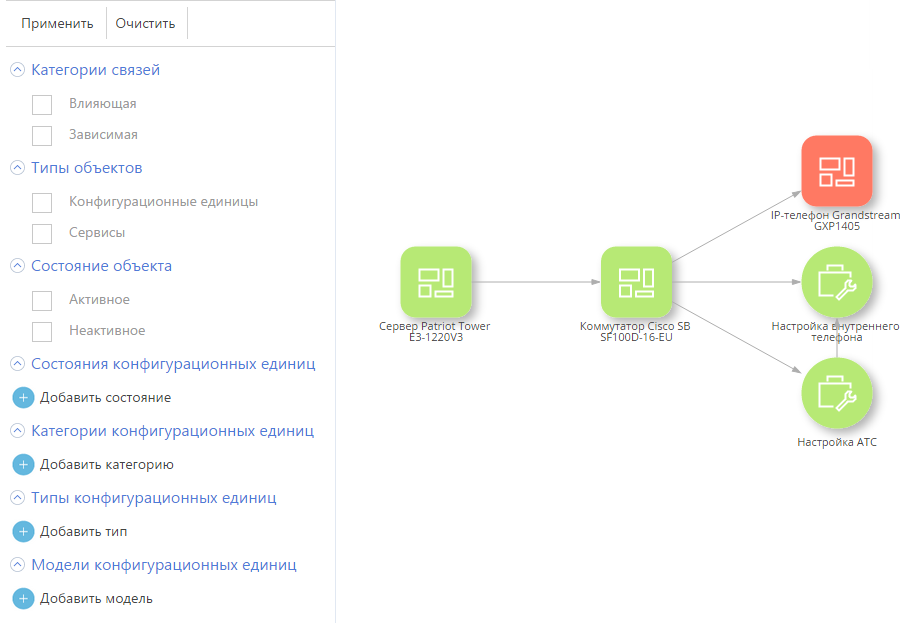 Применить
Очистить
Категории связей
Влияющая
Зависимая
Типы объектов
Конфигурационные единицы
Сервисы
Состояние объекта
Активное
Неактивное
Состояния конфигурационных единиц
Добавить состояние
Категории конфигурационных единиц
Добавить категорию
Типы конфигурационных единиц
Добавить тип
Модели конфигурационных единиц
Добавить модель
Сервер Patriot Tower
E3-1220V3
Коммутатор Cisco SB
SF100D-16-EU
IP-телефон Grandstream
GXP1405
Настройка внутреннего
телефона
Настройка АТС